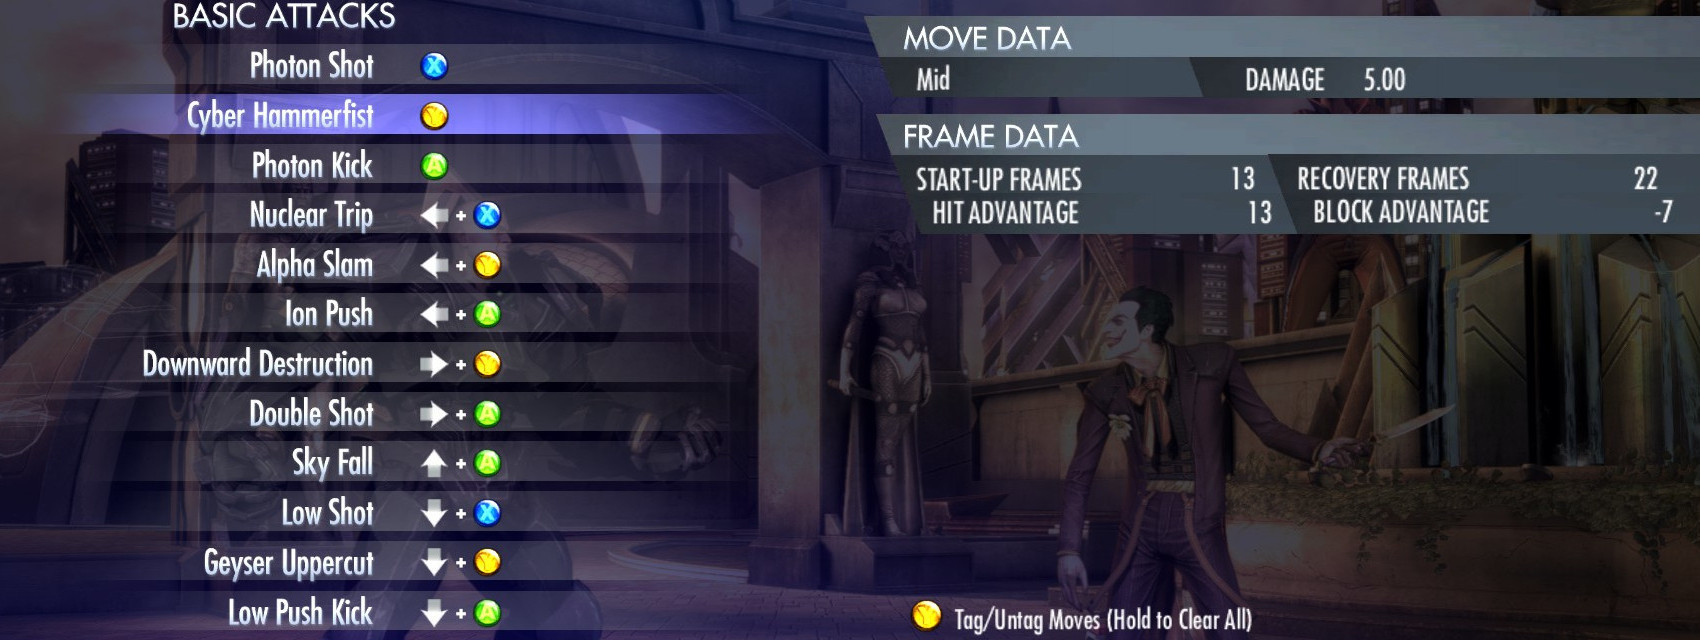 BASIC ATTACKS
Photon Shot X
Cyber Hammerfist Y
Photon Kick A
Nuclear Trip + X
Alpha Slam + Y
Ion Push + A
Downward Destruction + Y
Double Shot + A
Sky Fall + A
Low Shot + X
Geyser Uppercut + Y
Low Push Kick + A
MOVE DATA
Mid DAMAGE 5.00
FRAME DATA
START-UP FRAMES 13 RECOVERY FRAMES 22
HIT ADVANTAGE 13 BLOCK ADVANTAGE -7
Y Tag/Untag Moves (Hold to Clear All)